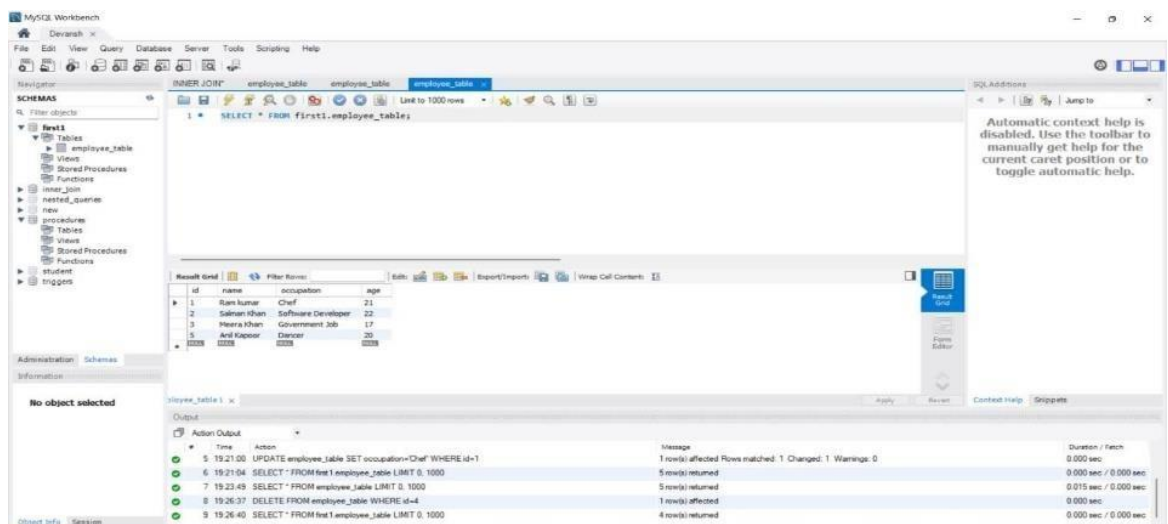 MySQL Workbench
Devansh ×
File Edit View Query Database Server Tools Scripting Help
Navigator
SCHEMAS
Filter objects
first1
Tables
employee_table
Views
Stored Procedures
Functions
inner_join
nested_queries
new
procedures
Tables
Views
Stored Procedures
Functions
student
triggers
Administration Schemas
Information
No object selected
Object Info Session
INNER JOIN* employee_table employee_table employee_table ×
Limit to 1000 rows
1 SELECT * FROM first1.employee_table;
Result Grid Filter Rows: Edit: Export/Import: Wrap Cell Content:
id name occupation age
1 Ram kumar Chef 21
2 Salman Khan Software Developer 22
3 Meera Khan Government Job 17
5 Anil Kapoor Dancer 20
NULL NULL NULL NULL
Result Grid
Form Editor
ployee_table 1 ×
Apply Revert
Output
Action Output
# Time Action Message Duration / Fetch
5 19:21:00 UPDATE employee_table SET occupation="Chef" WHERE id=1 1 row(s) affected Rows matched: 1 Changed: 1 Warnings: 0 0.000 sec
6 19:21:04 SELECT * FROM first1.employee_table LIMIT 0, 1000 5 row(s) returned 0.000 sec / 0.000 sec
7 19:23:49 SELECT * FROM employee_table LIMIT 0, 1000 5 row(s) returned 0.015 sec / 0.000 sec
8 19:26:37 DELETE FROM employee_table WHERE id=4 1 row(s) affected 0.000 sec
9 19:26:40 SELECT * FROM first1.employee_table LIMIT 0, 1000 4 row(s) returned 0.000 sec / 0.000 sec
SQLAdditions
Jump to
Automatic context help is
disabled. Use the toolbar to
manually get help for the
current caret position or to
toggle automatic help.
Context Help Snippets